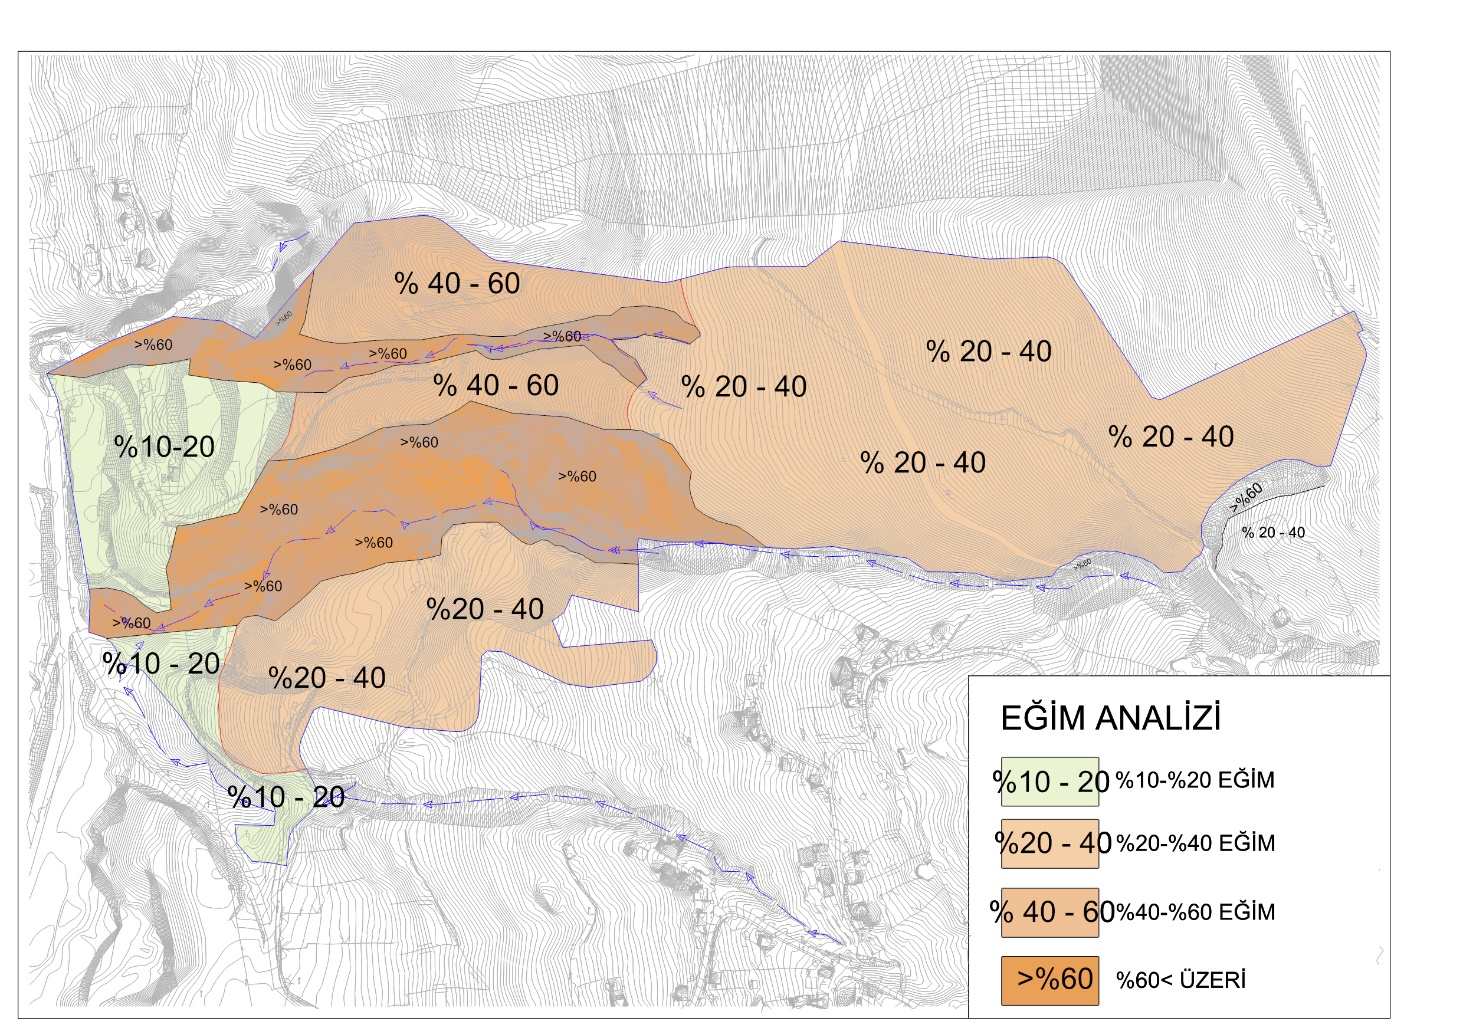 >%60
% 40 - 60
>%60
>%60
>%60
>%60
% 20 - 40
% 40 - 60
% 20 - 40
% 20 - 40
>%60
%10-20
% 20 - 40
>%60
>%60
>%60
% 20 - 40
>%60
>%60
>%60
%20 - 40
>%60
%10 - 20
%20 - 40
%10 - 20
EĞİM ANALİZİ
%10 - 20 %10-%20 EĞİM
%20 - 40 %20-%40 EĞİM
% 40 - 60 %40-%60 EĞİM
>%60 %60< ÜZERİ